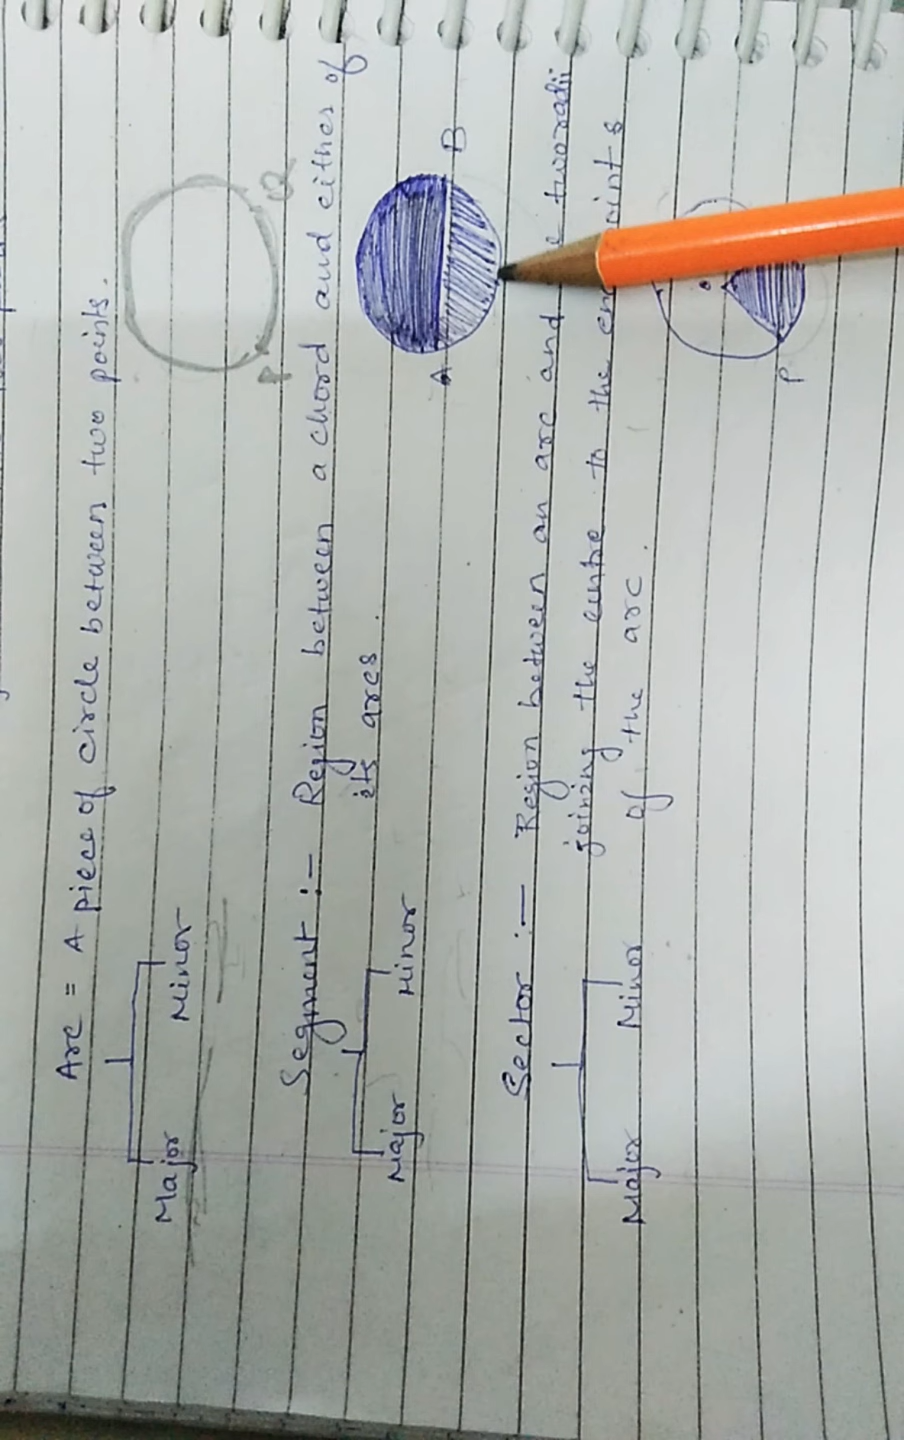 Arc = A piece of circle between two points.
Major Minor
P Q
Segment :- Region between a chord and either of
its arcs.
Major Minor
A B
Sector :- Region between an arc and two radii
joining the centre to the
of the arc.
Major Minor
P